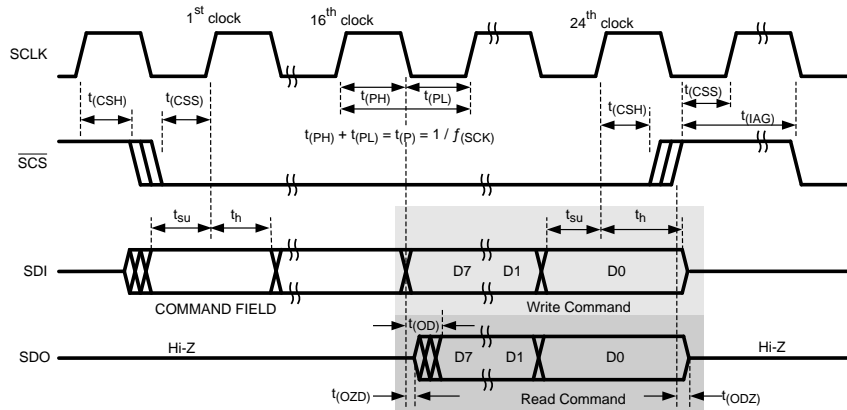 1st clock 16th clock 24th clock
SCLK
t(CSH) t(CSS) t(PH) t(PL) t(CSH) t(CSS)
t(IAG)
t(PH) + t(PL) = t(P) = 1 / f(SCK)
SCS
tsu th tsu th
SDI D7 D1 D0
COMMAND FIELD Write Command
t(OD)
Hi-Z Hi-Z
SDO D7 D1 D0
t(OZD) Read Command t(ODZ)